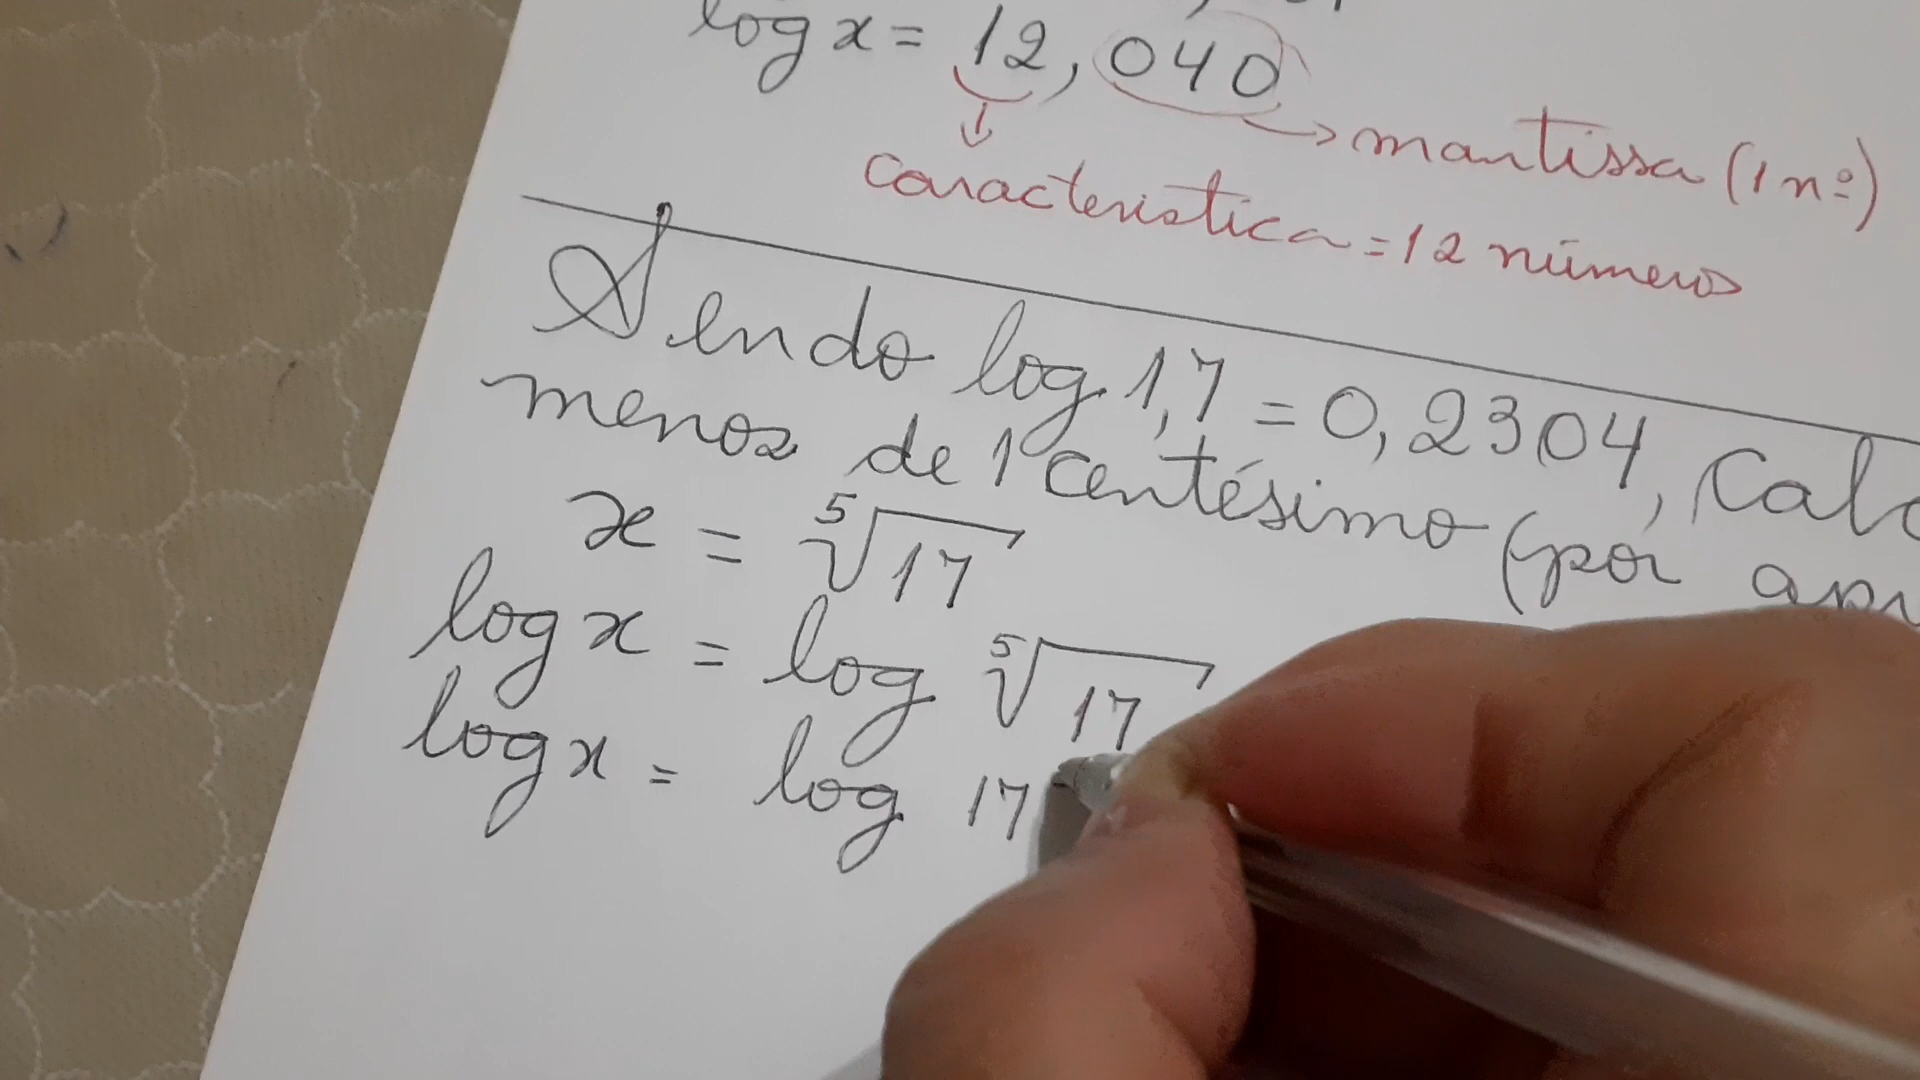 log x = 12,040
mantissa (1 nº)
característica = 12 números
Sendo log 1,7 = 0,2304, Calc
menos de 1 centésimo (por apr
x = ⁵√17
log x = log ⁵√17
log x = log 17